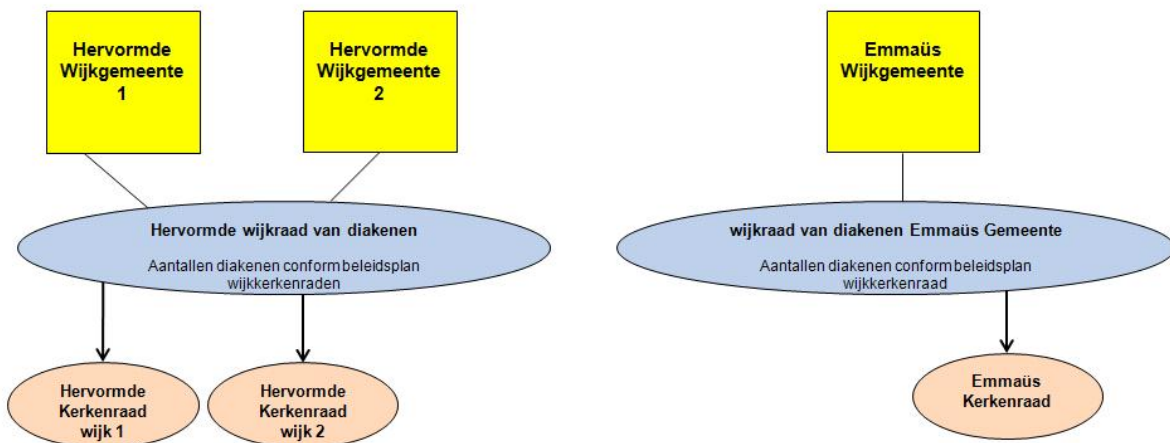 Hervormde
Wijkgemeente
1
Hervormde
Wijkgemeente
2
Emmaüs
Wijkgemeente
Hervormde wijkraad van diakenen
Aantallen diakenen conform beleidsplan
wijkkerkenraden
wijkraad van diakenen Emmaüs Gemeente
Aantallen diakenen conform beleidsplan
wijkkerkenraad
Hervormde
Kerkenraad
wijk 1
Hervormde
Kerkenraad
wijk 2
Emmaüs
Kerkenraad